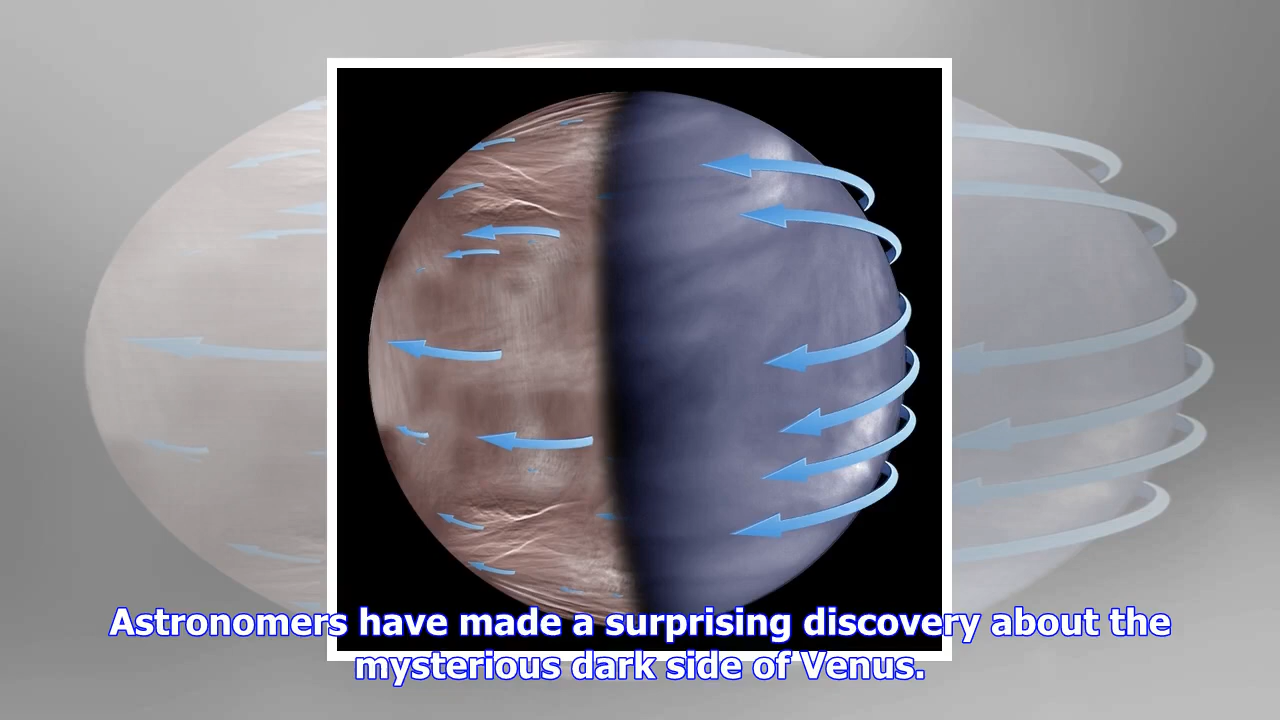 Astronomers have made a surprising discovery about the
mysterious dark side of Venus.